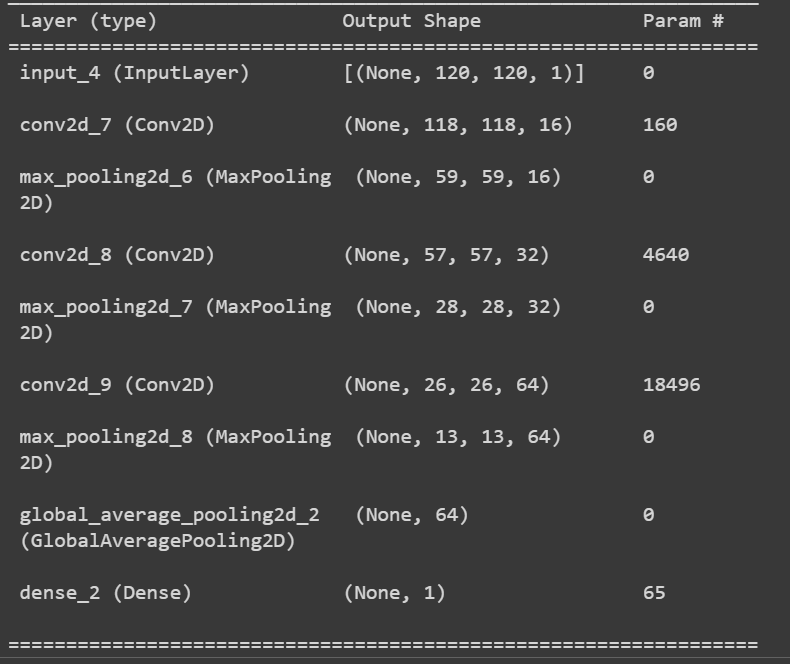 Layer (type) Output Shape Param #
=================================================================
input_4 (InputLayer) [(None, 120, 120, 1)] 0
conv2d_7 (Conv2D) (None, 118, 118, 16) 160
max_pooling2d_6 (MaxPooling (None, 59, 59, 16) 0
2D)
conv2d_8 (Conv2D) (None, 57, 57, 32) 4640
max_pooling2d_7 (MaxPooling (None, 28, 28, 32) 0
2D)
conv2d_9 (Conv2D) (None, 26, 26, 64) 18496
max_pooling2d_8 (MaxPooling (None, 13, 13, 64) 0
2D)
global_average_pooling2d_2 (None, 64) 0
(GlobalAveragePooling2D)
dense_2 (Dense) (None, 1) 65
=================================================================